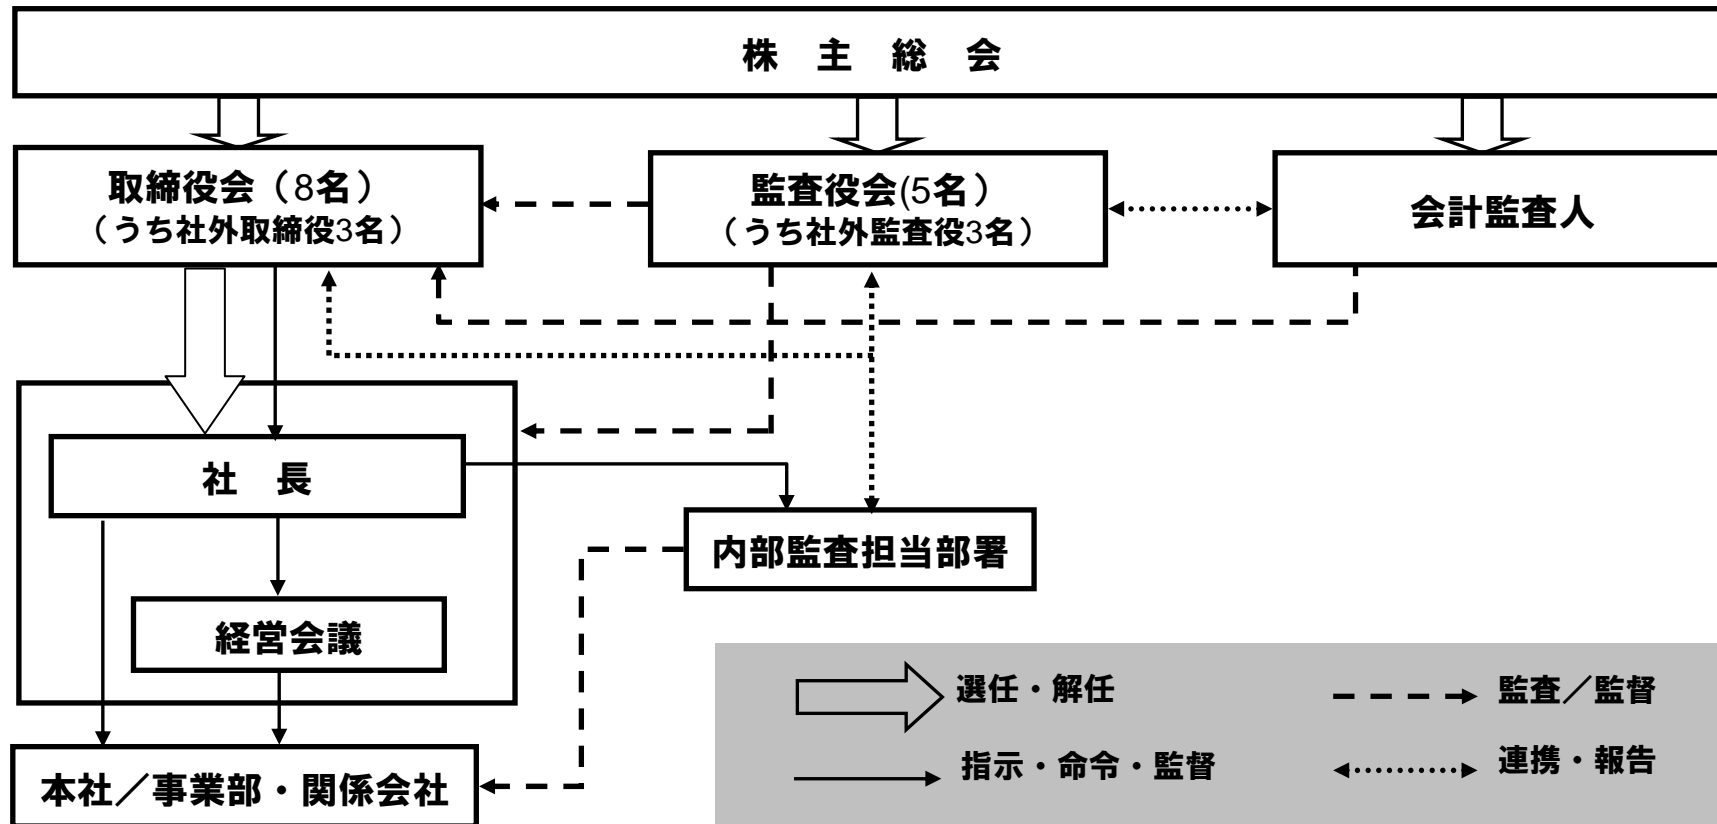 株 主 総 会
取締役会（8名）
（うち社外取締役3名）
監査役会(5名）
（うち社外監査役3名）
会計監査人
社 長
内部監査担当部署
経営会議
本社／事業部・関係会社
選任・解任
監査／監督
指示・命令・監督
連携・報告